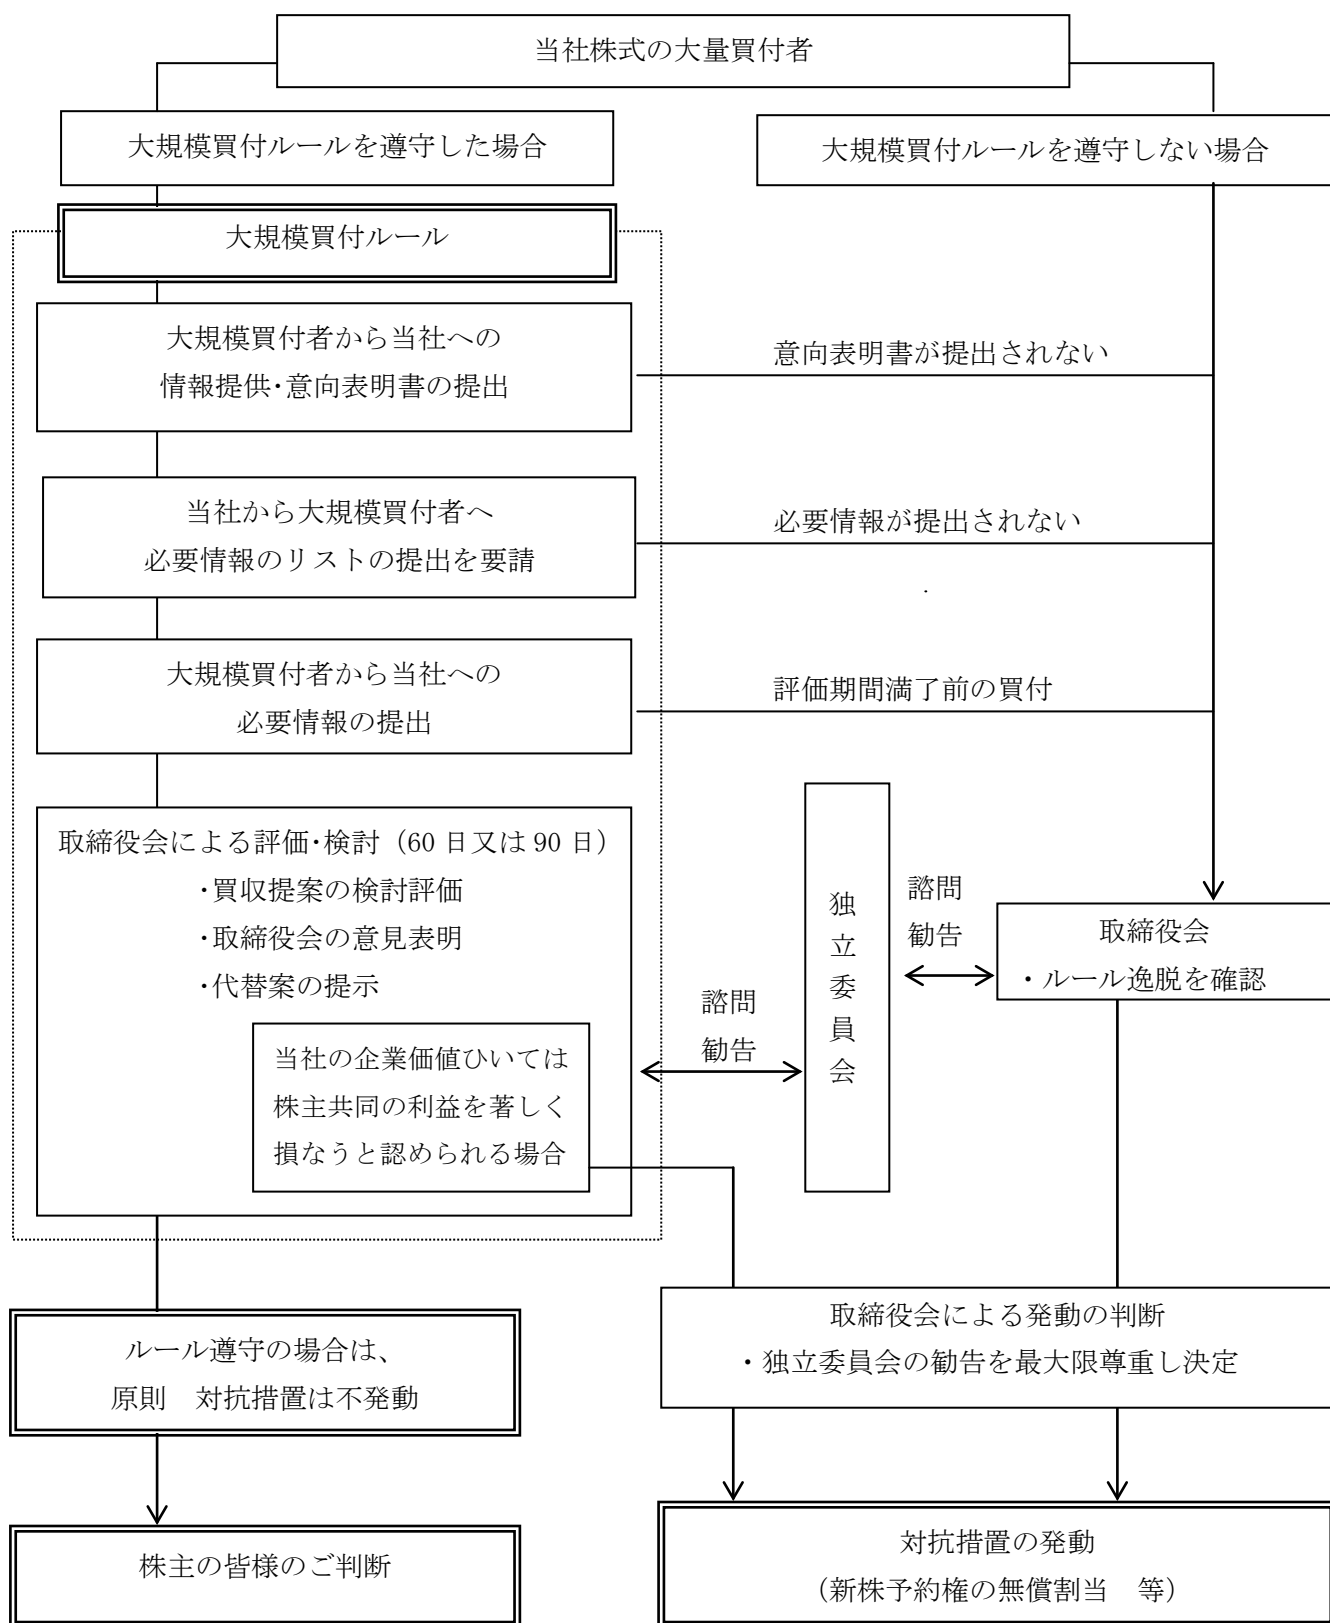 当社株式の大量買付者
大規模買付ルールを遵守した場合
大規模買付ルールを遵守しない場合
大規模買付ルール
大規模買付者から当社への
情報提供･意向表明書の提出
意向表明書が提出されない
当社から大規模買付者へ
必要情報のリストの提出を要請
必要情報が提出されない
大規模買付者から当社への
必要情報の提出
評価期間満了前の買付
取締役会による評価･検討（60 日又は 90 日）
･買収提案の検討評価
･取締役会の意見表明
･代替案の提示
当社の企業価値ひいては
株主共同の利益を著しく
損なうと認められる場合
諮問
勧告
独立委員会
諮問
勧告
取締役会
・ルール逸脱を確認
取締役会による発動の判断
・独立委員会の勧告を最大限尊重し決定
ルール遵守の場合は、
原則　対抗措置は不発動
株主の皆様のご判断
対抗措置の発動
（新株予約権の無償割当　等）